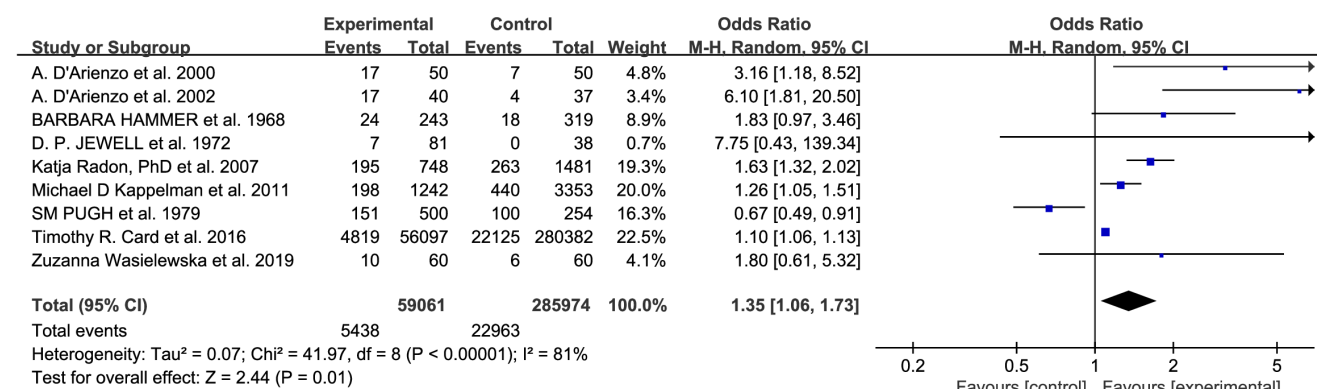 Experimental Control Odds Ratio Odds Ratio
Study or Subgroup Events Total Events Total Weight M-H, Random, 95% CI M-H, Random, 95% CI
A. D'Arienzo et al. 2000 17 50 7 50 4.8% 3.16 [1.18, 8.52]
A. D'Arienzo et al. 2002 17 40 4 37 3.4% 6.10 [1.81, 20.50]
BARBARA HAMMER et al. 1968 24 243 18 319 8.9% 1.83 [0.97, 3.46]
D. P. JEWELL et al. 1972 7 81 0 38 0.7% 7.75 [0.43, 139.34]
Katja Radon, PhD et al. 2007 195 748 263 1481 19.3% 1.63 [1.32, 2.02]
Michael D Kappelman et al. 2011 198 1242 440 3353 20.0% 1.26 [1.05, 1.51]
SM PUGH et al. 1979 151 500 100 254 16.3% 0.67 [0.49, 0.91]
Timothy R. Card et al. 2016 4819 56097 22125 280382 22.5% 1.10 [1.06, 1.13]
Zuzanna Wasielewska et al. 2019 10 60 6 60 4.1% 1.80 [0.61, 5.32]
Total (95% CI) 59061 285974 100.0% 1.35 [1.06, 1.73]
Total events 5438 22963
Heterogeneity: Tau² = 0.07; Chi² = 41.97, df = 8 (P < 0.00001); I² = 81%
Test for overall effect: Z = 2.44 (P = 0.01)
0.2 0.5 1 2 5
Favours [control] Favours [experimental]